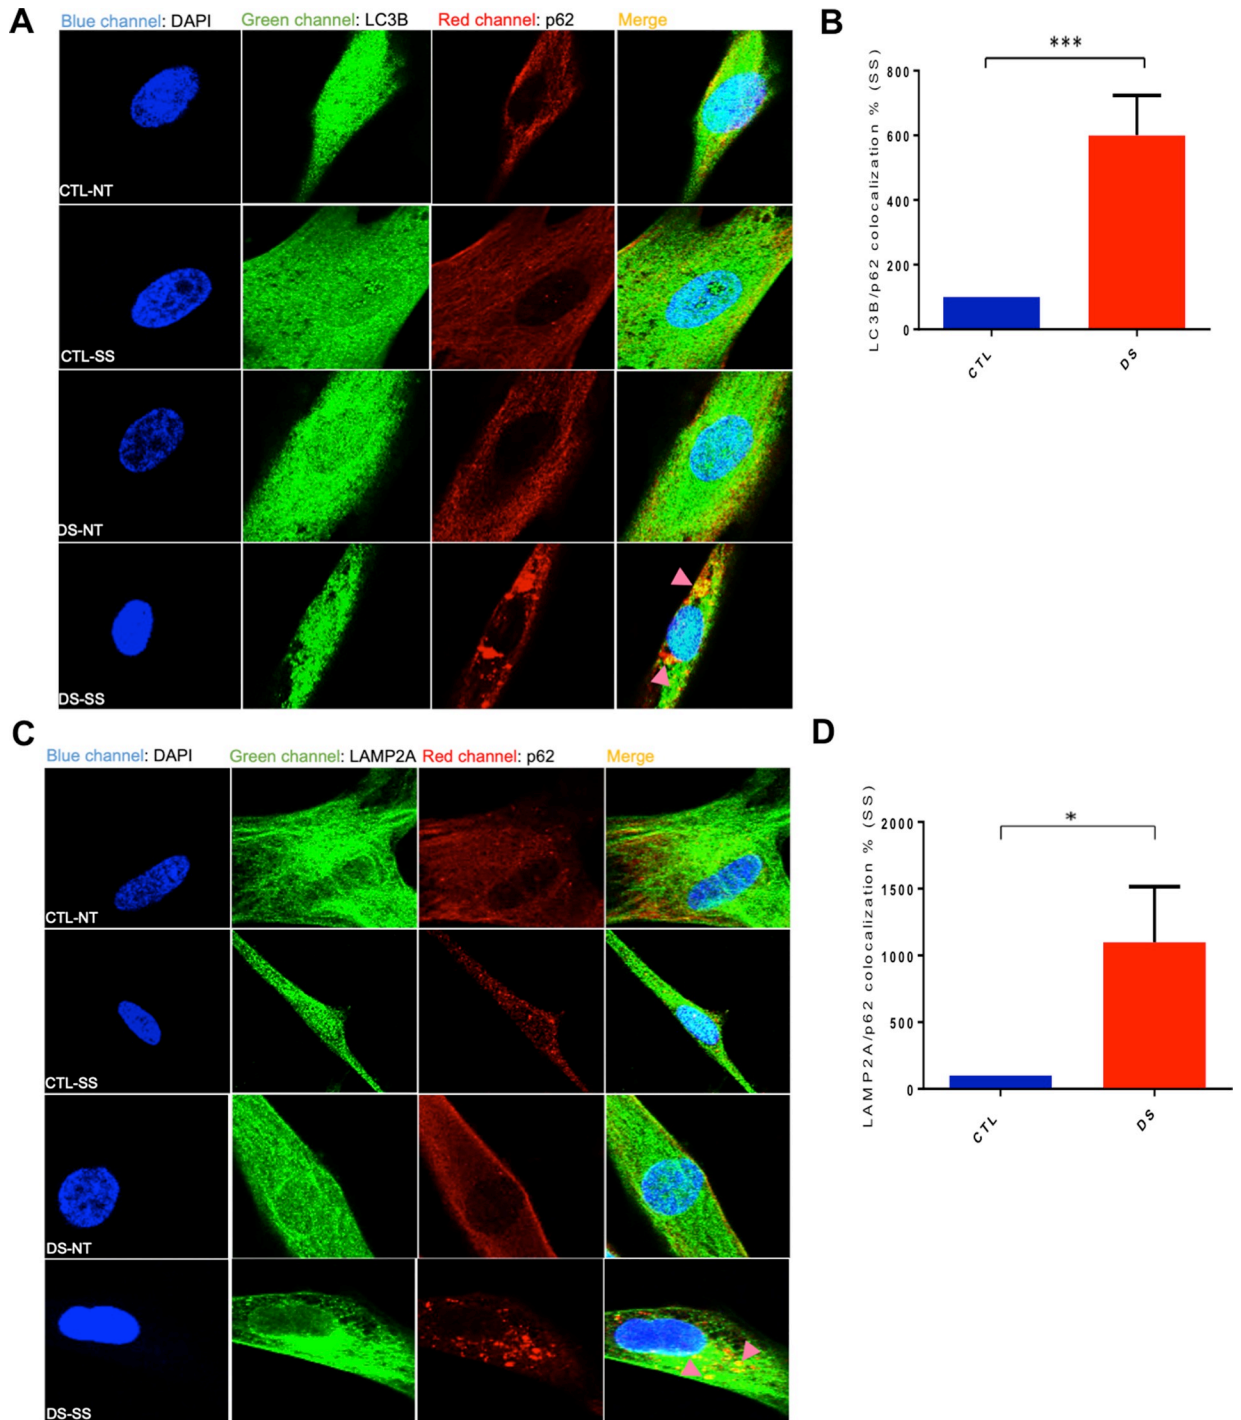 A
Blue channel: DAPI Green channel: LC3B Red channel: p62 Merge
CTL-NT
CTL-SS
DS-NT
DS-SS
B
***
LC3B/p62 colocalization % (SS)
800
600
400
200
0
CTL DS
C
Blue channel: DAPI Green channel: LAMP2A Red channel: p62 Merge
CTL-NT
CTL-SS
DS-NT
DS-SS
D
*
LAMP2A/p62 colocalization % (SS)
2000
1500
1000
500
0
CTL DS